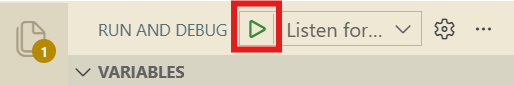 RUN AND DEBUG Listen for... ...
1
VARIABLES